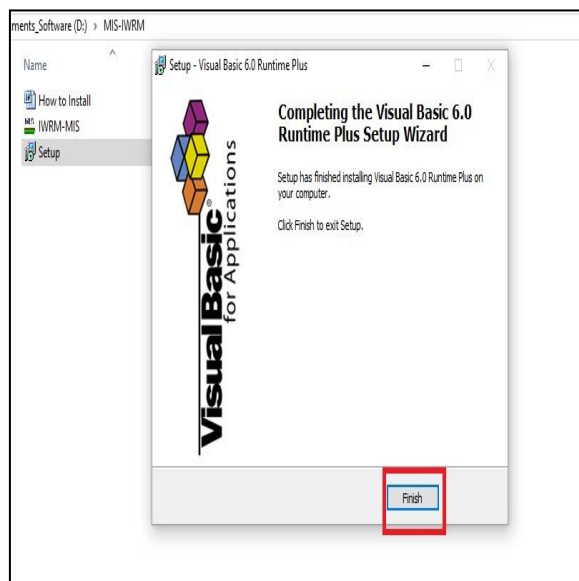 ments_Software (D:) > MIS-IWRM
Name
How to Install
MIS
IWRM-MIS
Setup
Setup - Visual Basic 6.0 Runtime Plus
Visual Basic®
for Applications
Completing the Visual Basic 6.0
Runtime Plus Setup Wizard
Setup has finished installing Visual Basic 6.0 Runtime Plus on
your computer.
Click Finish to exit Setup.
Finish